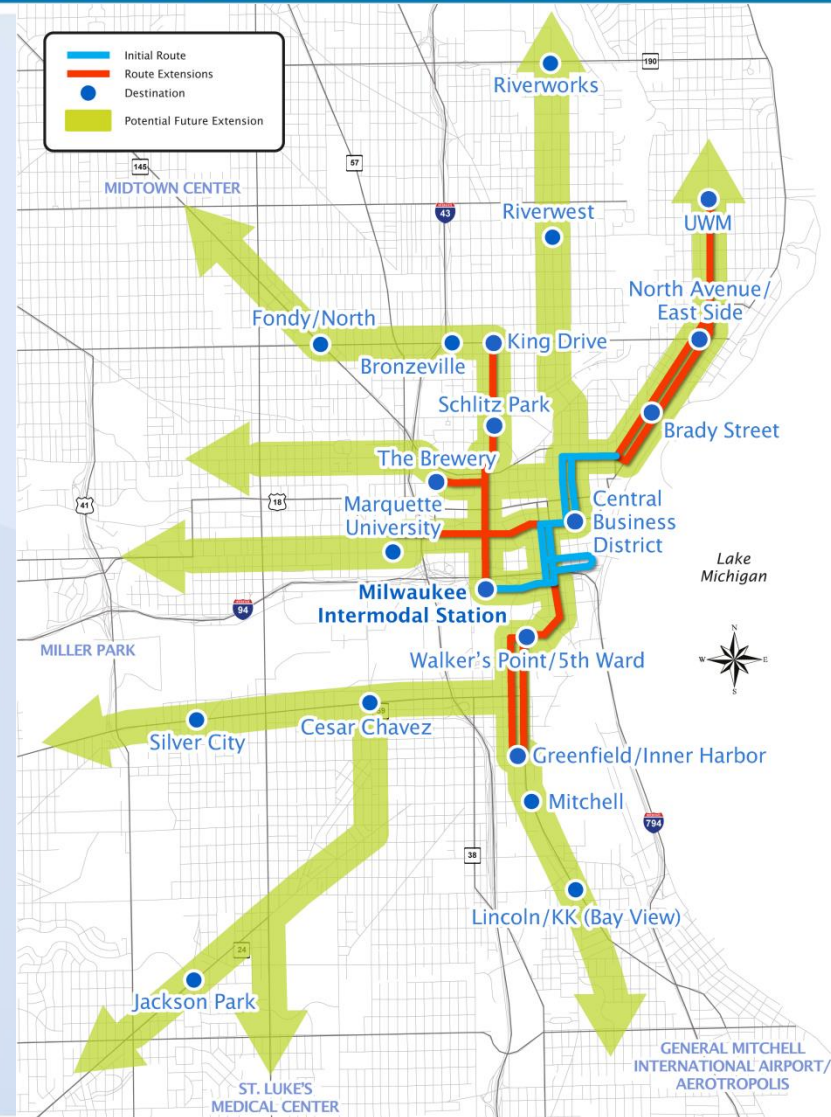 Initial Route
Route Extensions
Destination
Potential Future Extension
190
Riverworks
145
57
MIDTOWN CENTER
43
Riverwest
UWM
North Avenue/
East Side
Fondy/North
Bronzeville
King Drive
Schlitz Park
Brady Street
The Brewery
41
18
Marquette
University
Central
Business
District
Lake
Michigan
94
Milwaukee
Intermodal Station
N
W
E
S
MILLER PARK
Walker's Point/5th Ward
59
Silver City
Cesar Chavez
Greenfield/Inner Harbor
Mitchell
794
38
Lincoln/KK (Bay View)
24
Jackson Park
GENERAL MITCHELL
INTERNATIONAL AIRPORT/
AEROTROPOLIS
ST. LUKE'S
MEDICAL CENTER